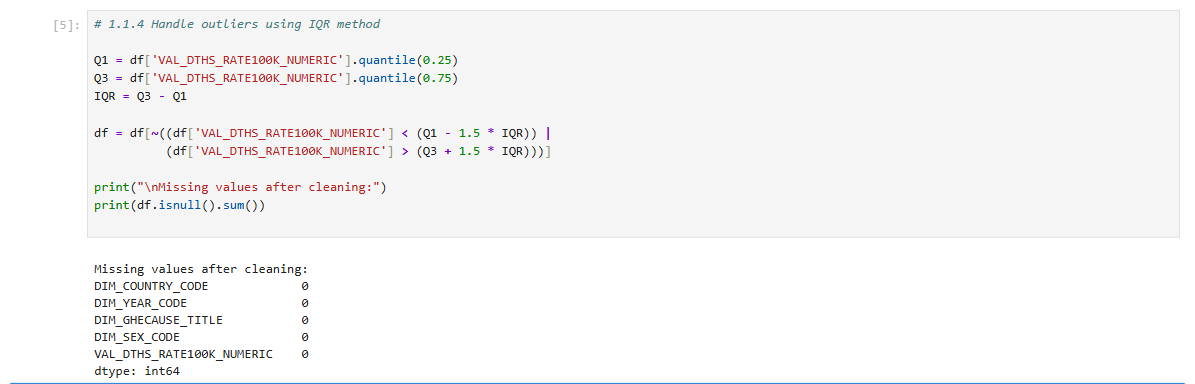 [5]: # 1.1.4 Handle outliers using IQR method
Q1 = df['VAL_DTHS_RATE100K_NUMERIC'].quantile(0.25)
Q3 = df['VAL_DTHS_RATE100K_NUMERIC'].quantile(0.75)
IQR = Q3 - Q1
df = df[~((df['VAL_DTHS_RATE100K_NUMERIC'] < (Q1 - 1.5 * IQR)) |
(df['VAL_DTHS_RATE100K_NUMERIC'] > (Q3 + 1.5 * IQR)))]
print("\nMissing values after cleaning:")
print(df.isnull().sum())
Missing values after cleaning:
DIM_COUNTRY_CODE 0
DIM_YEAR_CODE 0
DIM_GHECAUSE_TITLE 0
DIM_SEX_CODE 0
VAL_DTHS_RATE100K_NUMERIC 0
dtype: int64